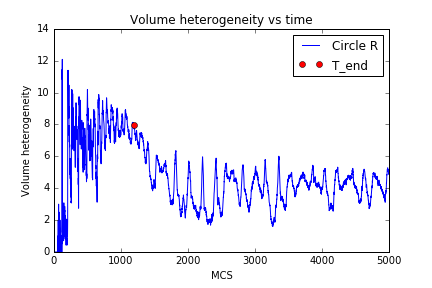 Volume heterogeneity vs time
14
12
10
8
6
4
2
0
Volume heterogeneity
Circle R
T_end
0 1000 2000 3000 4000 5000
MCS